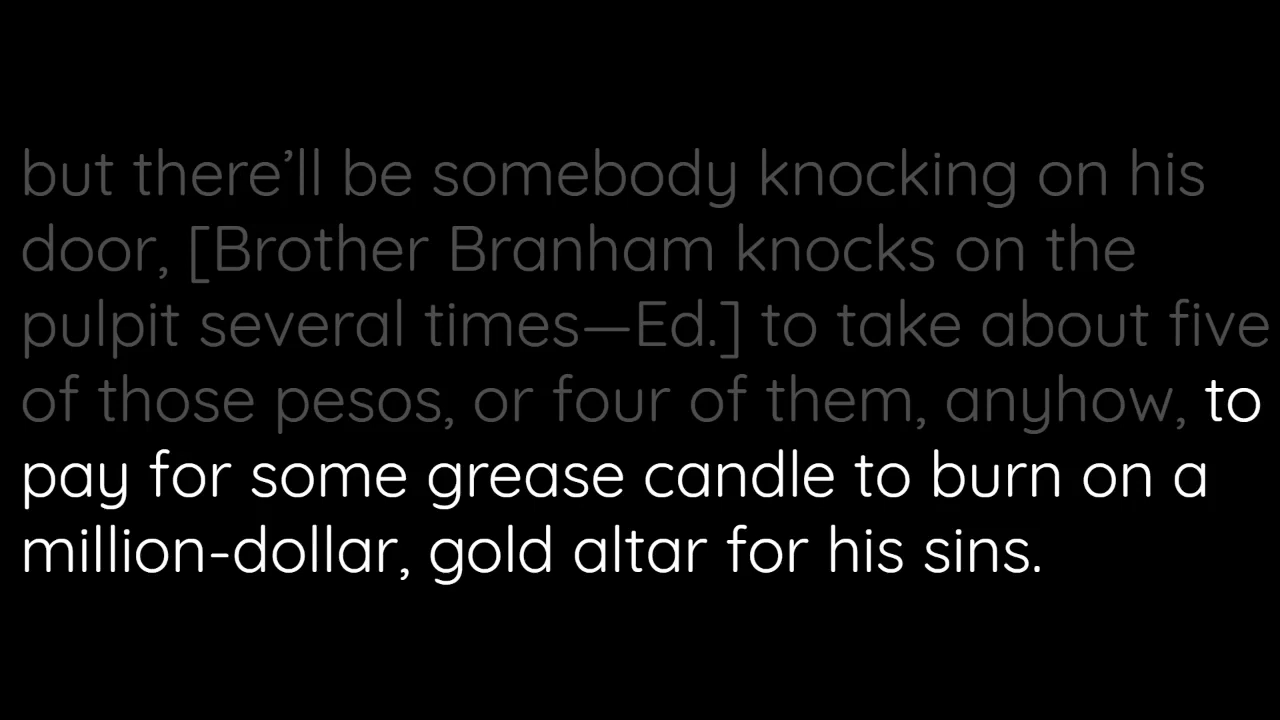 but there’ll be somebody knocking on his
door, [Brother Branham knocks on the
pulpit several times—Ed.] to take about five
of those pesos, or four of them, anyhow, to
pay for some grease candle to burn on a
million-dollar, gold altar for his sins.